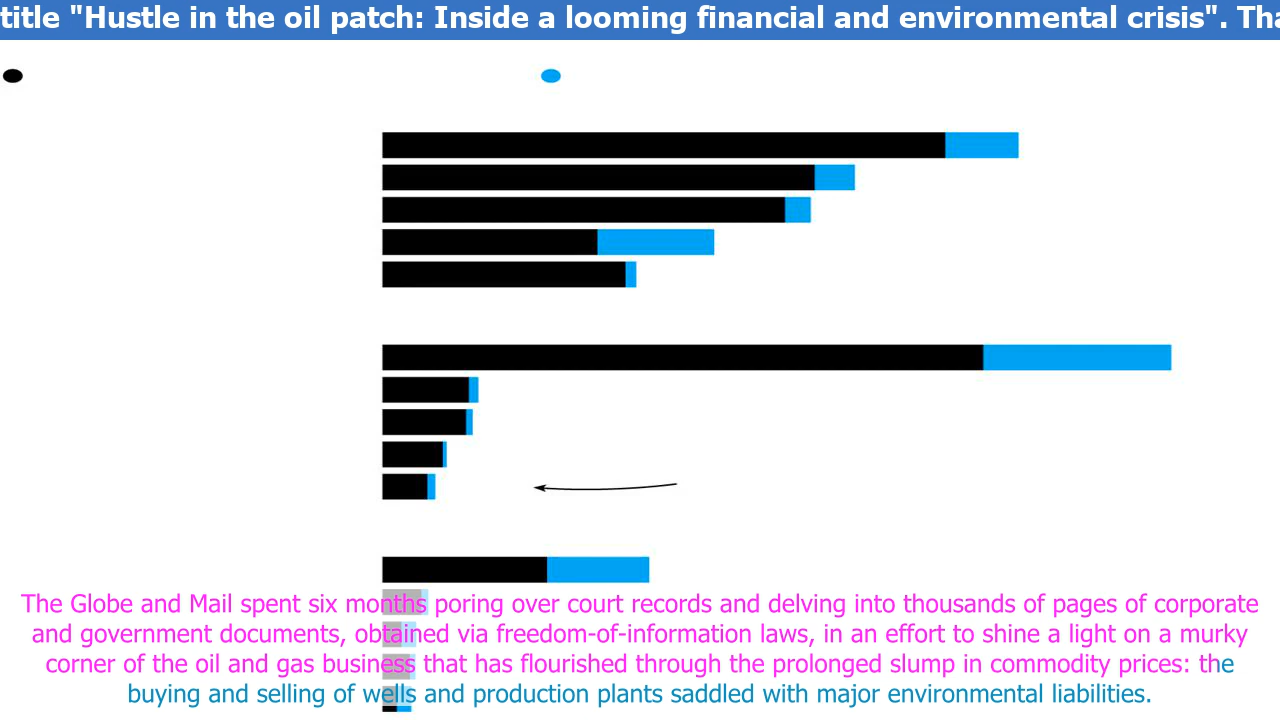 title "Hustle in the oil patch: Inside a looming financial and environmental crisis". Tha
The Globe and Mail spent six months poring over court records and delving into thousands of pages of corporate
and government documents, obtained via freedom-of-information laws, in an effort to shine a light on a murky
corner of the oil and gas business that has flourished through the prolonged slump in commodity prices: the
buying and selling of wells and production plants saddled with major environmental liabilities.